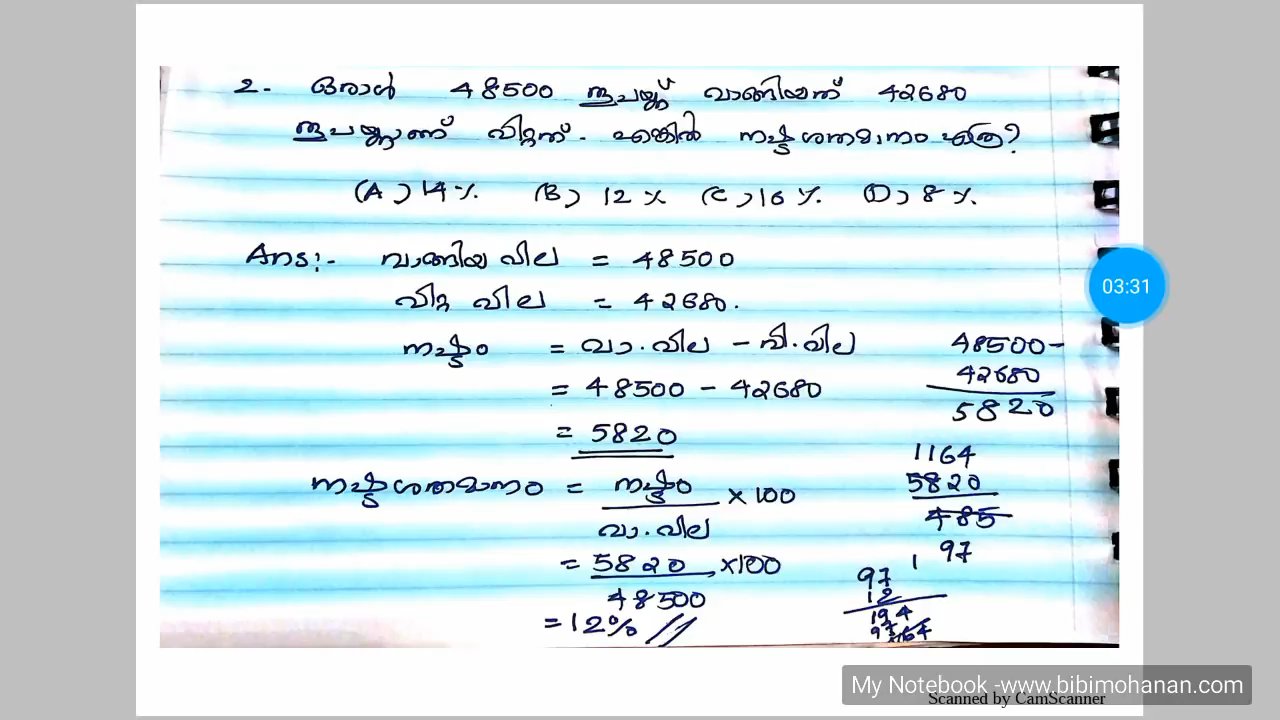 2. ഒരാൾ 48500 രൂപയ്ക്ക് വാങ്ങിയത് 42680
രൂപയ്ക്കാണ് വിറ്റത്. എങ്കിൽ നഷ്ടശതമാനം എത്ര?
(A) 14% (B) 12% (C) 16% (D) 8%.
Ans:- വാങ്ങിയ വില = 48500
വിറ്റ വില = 42680.
നഷ്ടം = വാ.വില - വി.വില
= 48500 - 42680
= 5820
48500-
42680
5820
നഷ്ടശതമാനം = നഷ്ടം × 100
വാ.വില
= 5820 ×100
48500
= 12% //
1164
5820
485
97
97
12
194
03:31
My Notebook -www.bibimohanan.com
Scanned by CamScanner